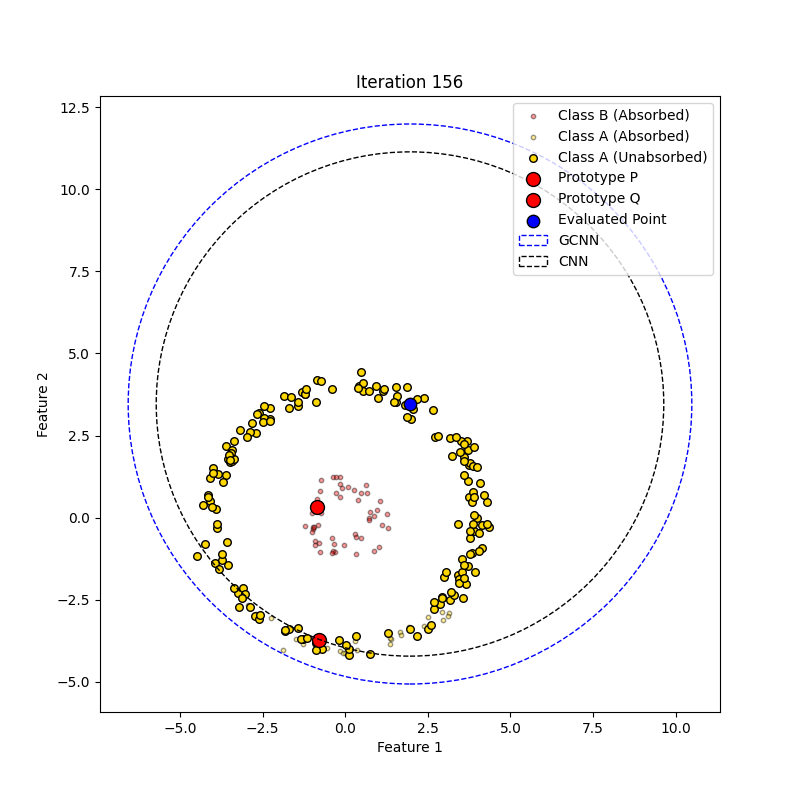 Iteration 156
12.5
10.0
7.5
5.0
2.5
0.0
−2.5
−5.0
Feature 2
Class B (Absorbed)
Class A (Absorbed)
Class A (Unabsorbed)
Prototype P
Prototype Q
Evaluated Point
GCNN
CNN
−5.0 −2.5 0.0 2.5 5.0 7.5 10.0
Feature 1